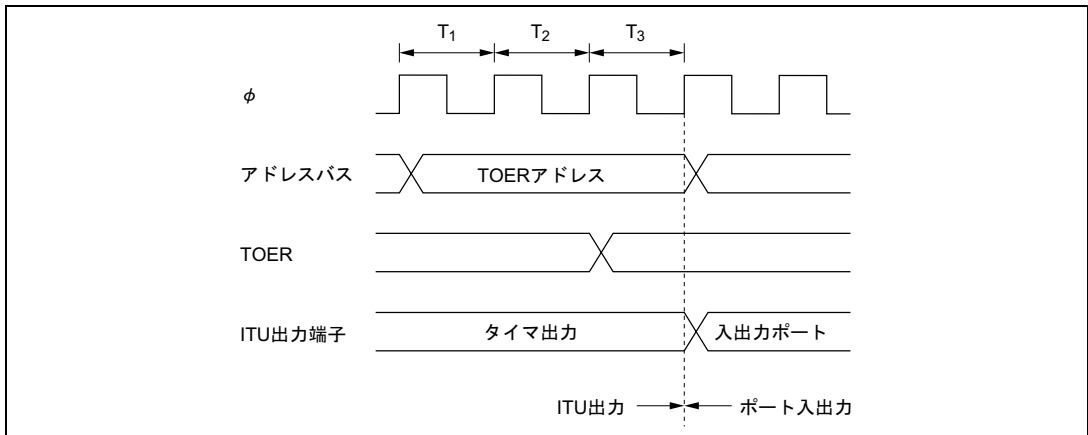 T₁ T₂ T₃
φ
アドレスバス TOERアドレス
TOER
ITU出力端子 タイマ出力 入出力ポート
ITU出力 ポート入出力